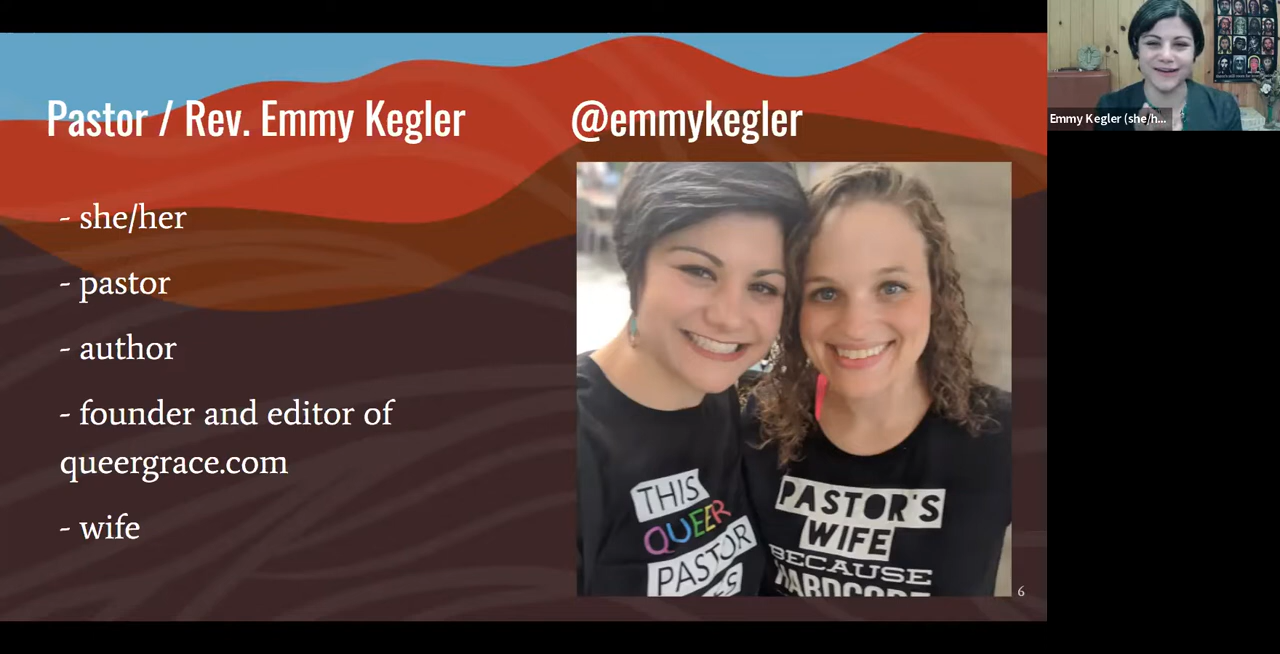 Pastor / Rev. Emmy Kegler
- she/her
- pastor
- author
- founder and editor of
queergrace.com
- wife
@emmykegler
THIS
QUEER
PASTOR
PASTOR'S
WIFE
BECAUSE
HARDCORE
6
Emmy Kegler (she/h...